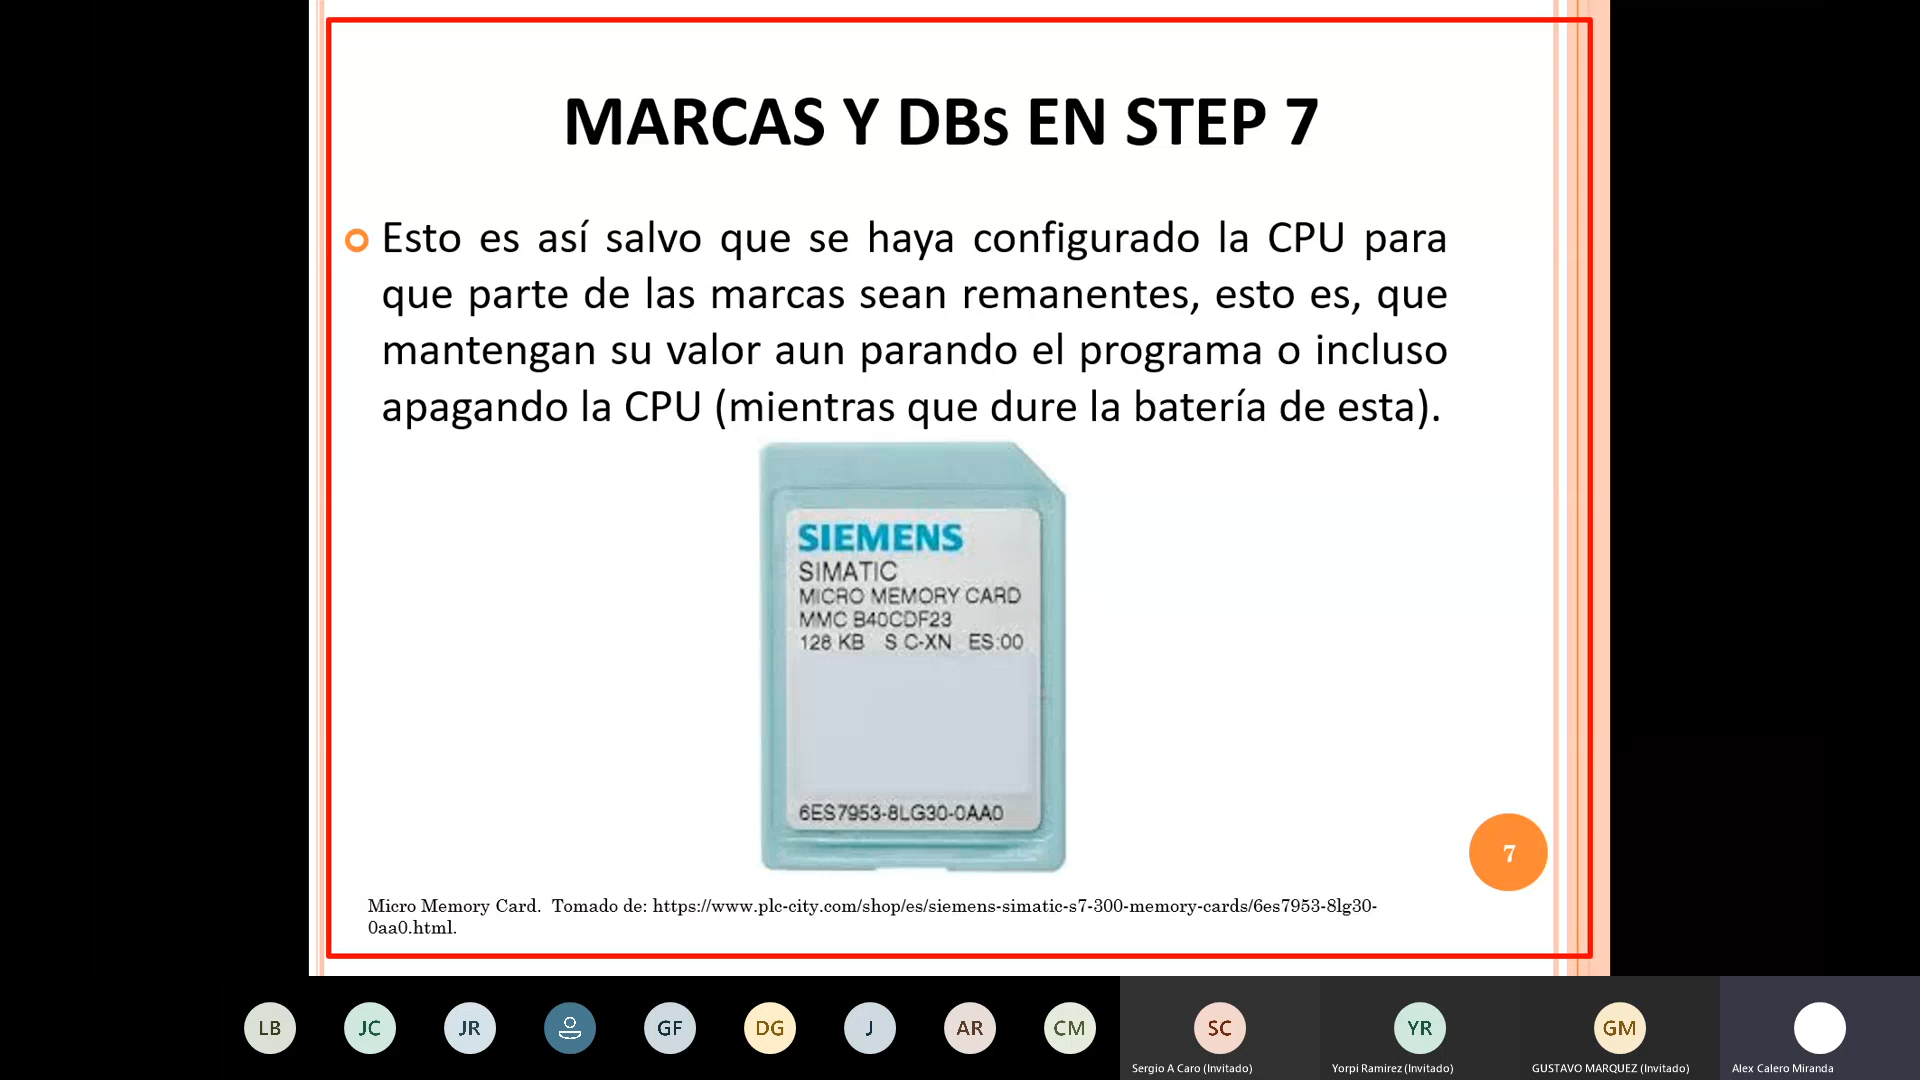 MARCAS Y DBs EN STEP 7
Esto es así salvo que se haya configurado la CPU para
que parte de las marcas sean remanentes, esto es, que
mantengan su valor aun parando el programa o incluso
apagando la CPU (mientras que dure la batería de esta).
SIEMENS
SIMATIC
MICRO MEMORY CARD
MMC B40CDF23
128 KB S C-XN ES:00
6ES7953-8LG30-0AA0
7
Micro Memory Card. Tomado de: https://www.plc-city.com/shop/es/siemens-simatic-s7-300-memory-cards/6es7953-8lg30-
0aa0.html.
LB JC JR GF DG J AR CM SC YR GM
Sergio A Caro (Invitado) Yorpi Ramirez (Invitado) GUSTAVO MARQUEZ (Invitado) Alex Calero Miranda